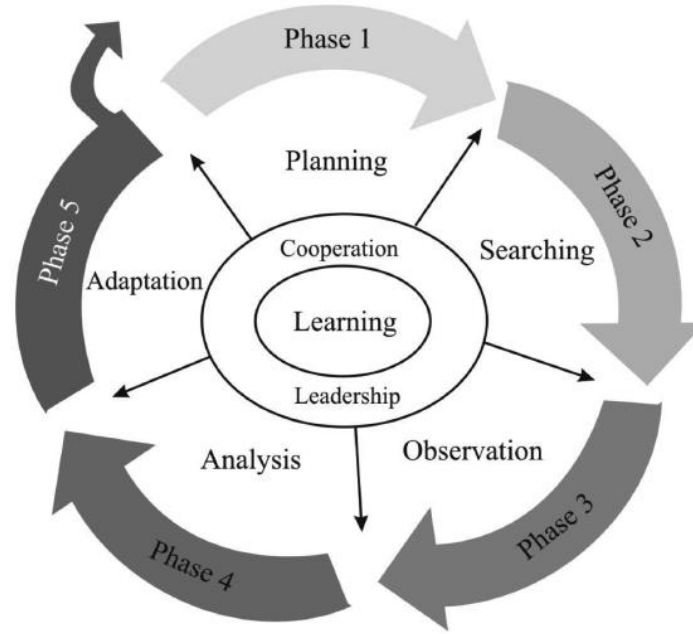 Phase 1
Planning
Phase 2
Searching
Phase 3
Observation
Phase 4
Analysis
Phase 5
Adaptation
Cooperation
Learning
Leadership